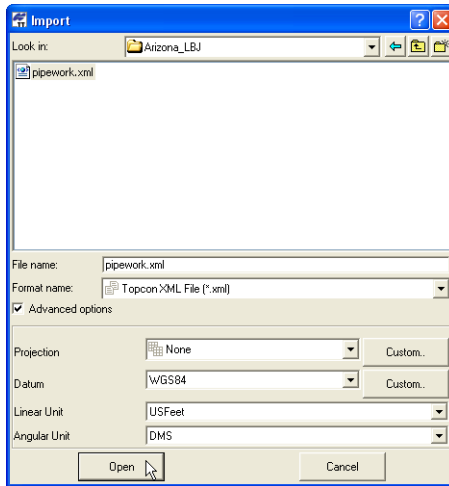 Import
Look in: Arizona_LBJ
pipework.xml
File name: pipework.xml
Format name: Topcon XML File (*.xml)
Advanced options
Projection None Custom..
Datum WGS84 Custom..
Linear Unit USFeet
Angular Unit DMS
Open Cancel